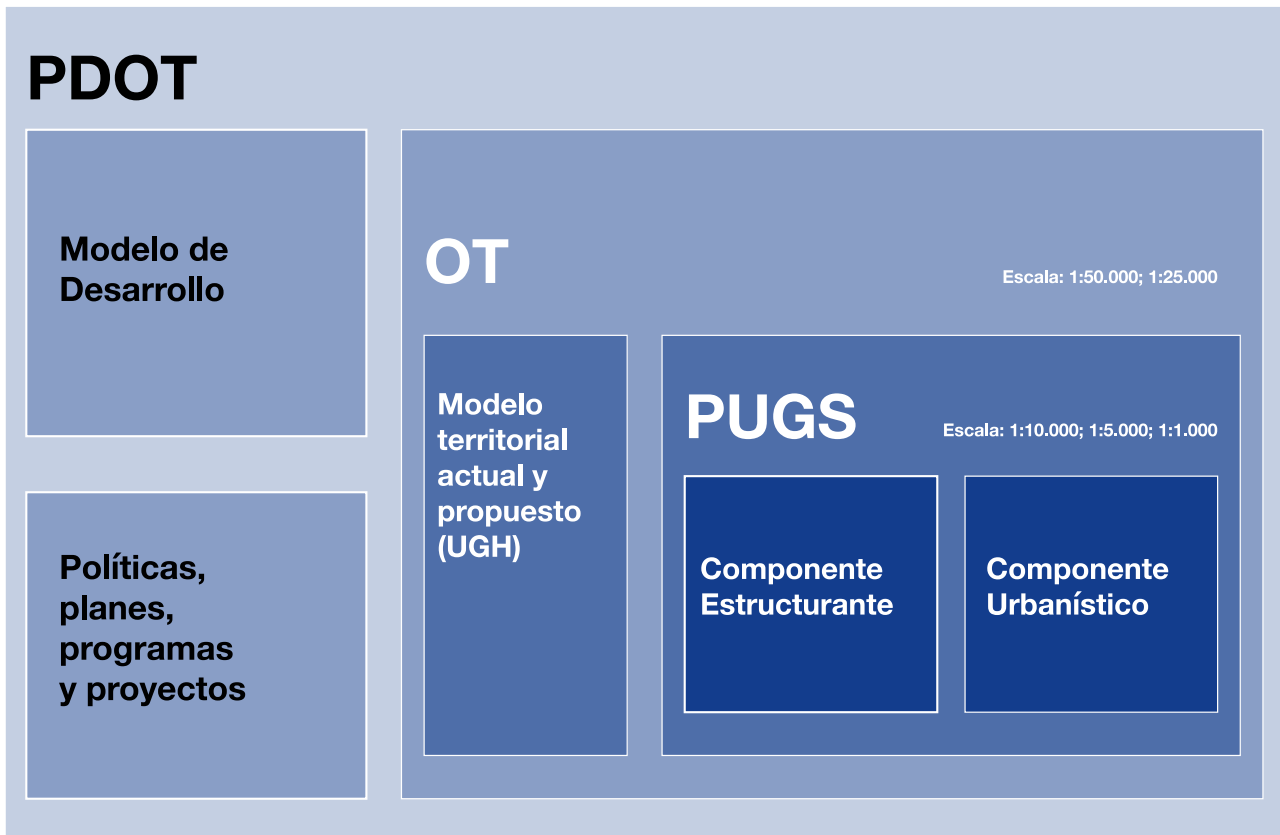 PDOT
Modelo de
Desarrollo
Políticas,
planes,
programas
y proyectos
OT
Escala: 1:50.000; 1:25.000
Modelo
territorial
actual y
propuesto
(UGH)
PUGS
Escala: 1:10.000; 1:5.000; 1:1.000
Componente
Estructurante
Componente
Urbanístico